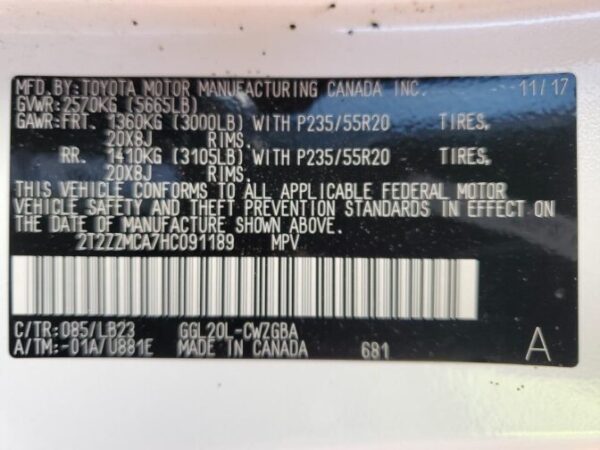 MFD.BY:TOYOTA MOTOR MANUFACTURING CANADA INC. 11/17
GVWR:2570KG (5665LB)
GAWR:FRT. 1360KG (3000LB) WITH P235/55R20 TIRES,
20X8J RIMS.
RR. 1410KG (3105LB) WITH P235/55R20 TIRES,
20X8J RIMS.
THIS VEHICLE CONFORMS TO ALL APPLICABLE FEDERAL MOTOR
VEHICLE SAFETY AND THEFT PREVENTION STANDARDS IN EFFECT ON
THE DATE OF MANUFACTURE SHOWN ABOVE.
2T2ZZMCA7HC091189 MPV
C/TR:085/LB23 GGL20L-CWZGBA
A/TM:-01A/U881E MADE IN CANADA 681 A